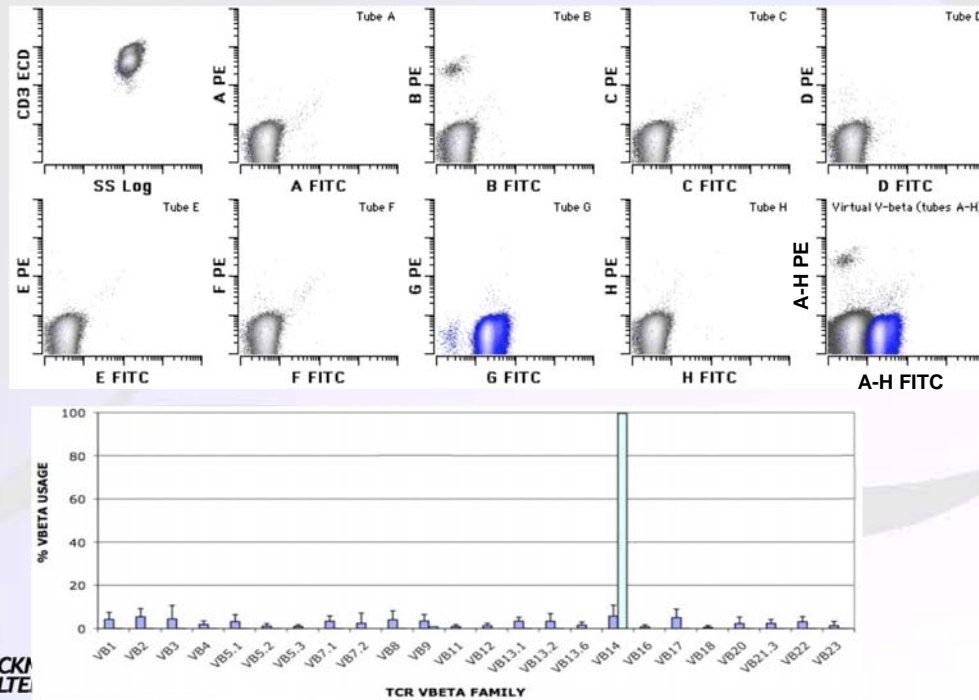 Tube A
Tube B
Tube C
Tube D
CD3 ECD
A PE
B PE
C PE
D PE
SS Log
A FITC
B FITC
C FITC
D FITC
Tube E
Tube F
Tube G
Tube H
Virtual V-beta (tubes A-H)
E PE
F PE
G PE
H PE
A-H PE
E FITC
F FITC
G FITC
H FITC
A-H FITC
100
80
60
40
20
0
% VBETA USAGE
VB1
VB2
VB3
VB4
VB5.1
VB5.2
VB5.3
VB7.1
VB7.2
VB8
VB9
VB11
VB12
VB13.1
VB13.2
VB13.6
VB14
VB16
VB17
VB18
VB20
VB21.3
VB22
VB23
TCR VBETA FAMILY